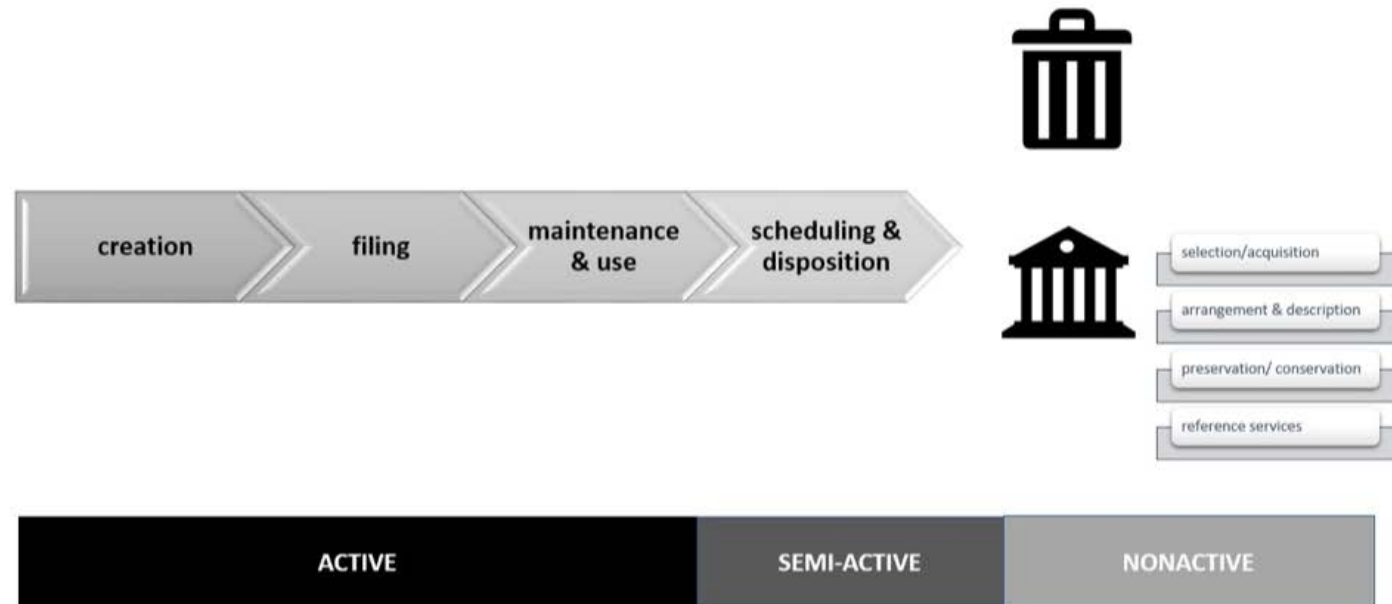 creation
filing
maintenance
& use
scheduling &
disposition
selection/acquisition
arrangement & description
preservation/ conservation
reference services
ACTIVE
SEMI-ACTIVE
NONACTIVE